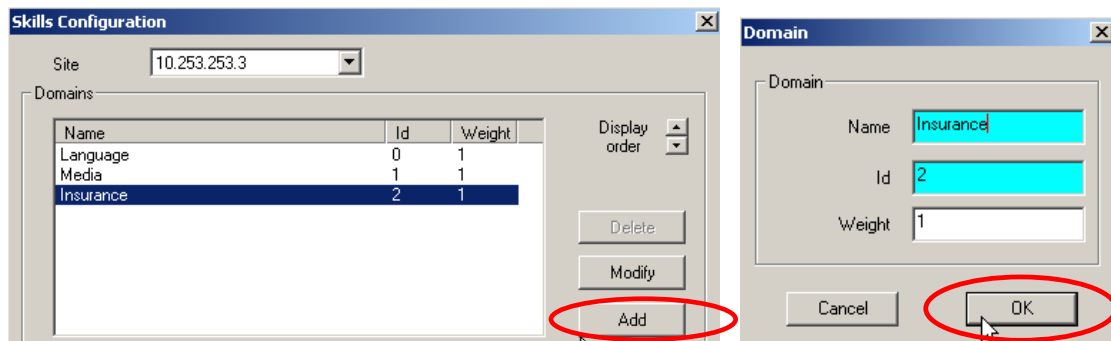 Skills Configuration
Site 10.253.253.3
Domains
Name Id Weight
Language 0 1
Media 1 1
Insurance 2 1
Display
order
Delete
Modify
Add
Domain
Domain
Name Insurance
Id 2
Weight 1
Cancel OK